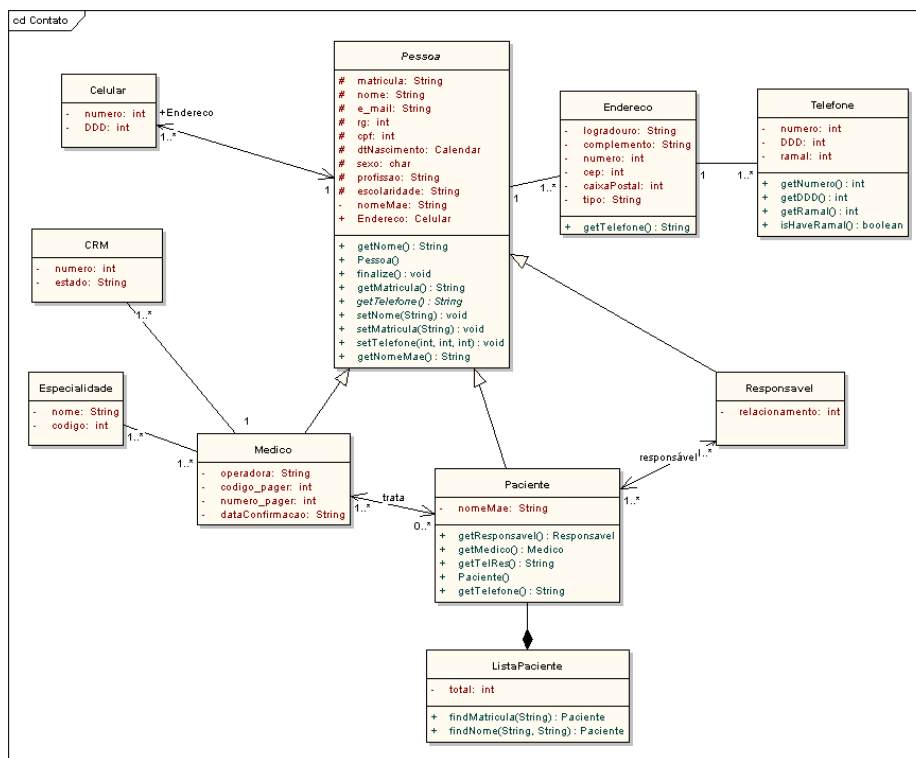 cd Contato
Celular
- numero: int
- DDD: int
+Endereco
1..*
1
Pessoa
# matricula: String
# nome: String
# e_mail: String
# rg: int
# cpf: int
# dtNascimento: Calendar
# sexo: char
# profissao: String
# escolaridade: String
- nomeMae: String
+ Endereco: Celular
+ getNome() : String
+ Pessoa()
+ finalize() : void
+ getMatricula() : String
+ getTelefone() : String
+ setNome(String) : void
+ setMatricula(String) : void
+ setTelefone(int, int, int) : void
+ getNomeMae() : String
1
1..*
Endereco
- logradouro: String
- complemento: String
- numero: int
- cep: int
- caixaPostal: int
- tipo: String
+ getTelefone() : String
1
1..*
Telefone
- numero: int
- DDD: int
- ramal: int
+ getNumero() : int
+ getDDD() : int
+ getRamal() : int
+ isHaveRamal() : boolean
CRM
- numero: int
- estado: String
1..*
1
Especialidade
- nome: String
- codigo: int
1..*
1..*
Medico
- operadora: String
- codigo_pager: int
- numero_pager: int
- dataConfirmacao: String
trata
1..*
0..*
Responsavel
- relacionamento: int
responsável
1..*
1..*
Paciente
- nomeMae: String
+ getResponsavel() : Responsavel
+ getMedico() : Medico
+ getTelRes() : String
+ Paciente()
+ getTelefone() : String
ListaPaciente
- total: int
+ findMatricula(String) : Paciente
+ findNome(String, String) : Paciente